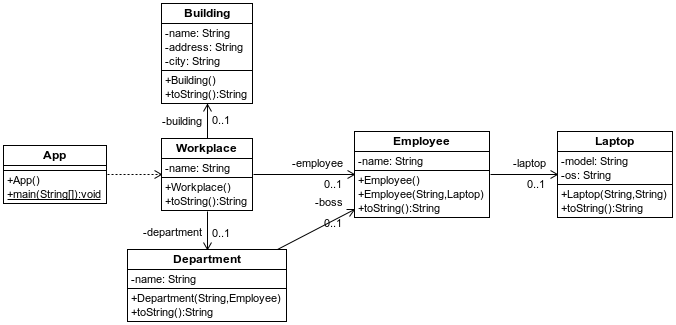 Building
-name: String
-address: String
-city: String
+Building()
+toString():String
-building
0..1
App
+App()
+main(String[]):void
Workplace
-name: String
+Workplace()
+toString():String
-employee
0..1
Employee
-name: String
+Employee()
+Employee(String,Laptop)
+toString():String
-laptop
0..1
Laptop
-model: String
-os: String
+Laptop(String,String)
+toString():String
-department
0..1
-boss
0..1
Department
-name: String
+Department(String,Employee)
+toString():String